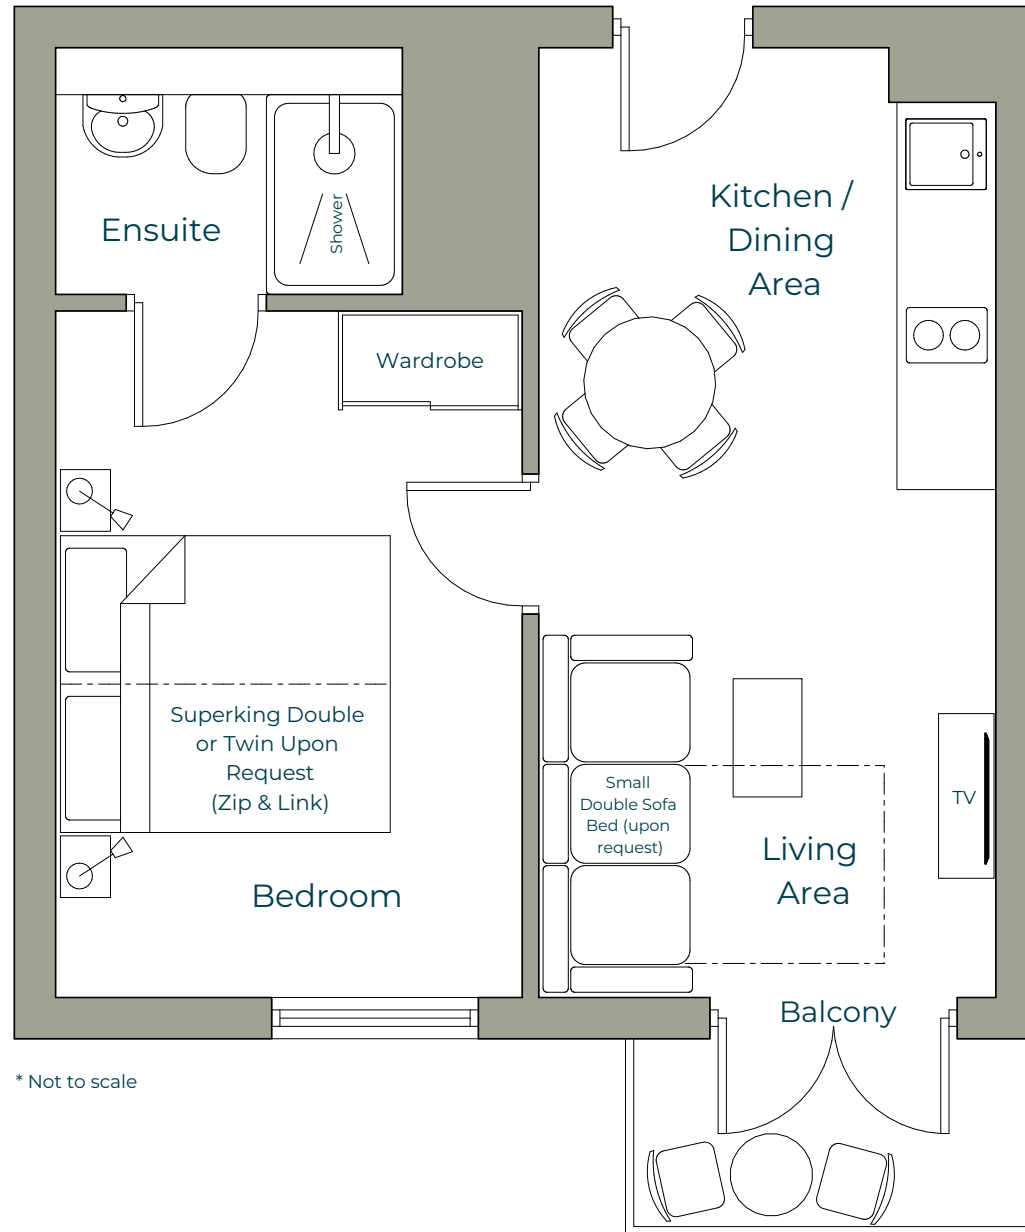 Ensuite
Shower
Kitchen /
Dining
Area
Wardrobe
Superking Double
or Twin Upon
Request
(Zip & Link)
Bedroom
Small
Double Sofa
Bed (upon
request)
TV
Living
Area
Balcony
* Not to scale